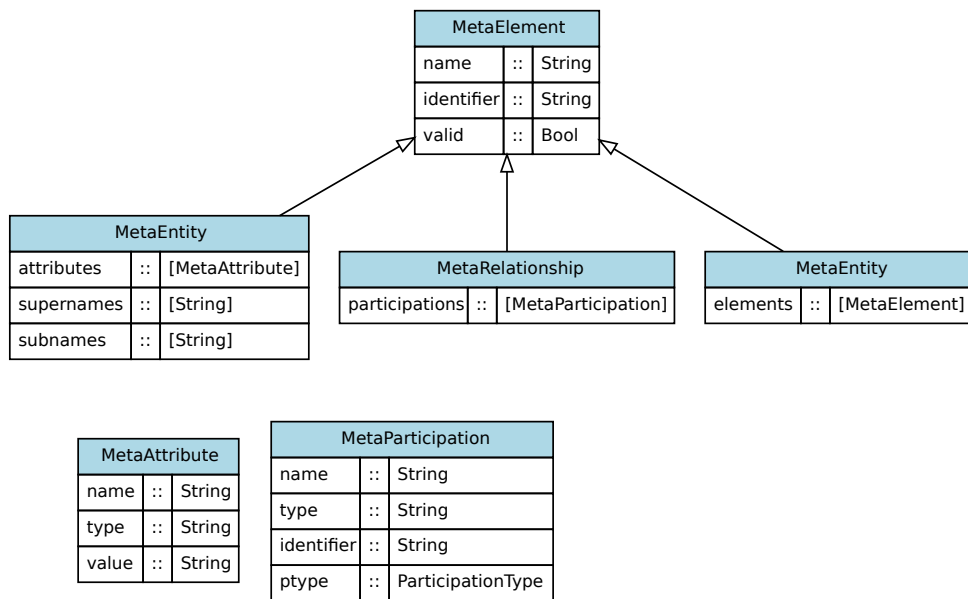 MetaElement
name :: String
identifier :: String
valid :: Bool
MetaEntity
attributes :: [MetaAttribute]
supernames :: [String]
subnames :: [String]
MetaRelationship
participations :: [MetaParticipation]
MetaEntity
elements :: [MetaElement]
MetaAttribute
name :: String
type :: String
value :: String
MetaParticipation
name :: String
type :: String
identifier :: String
ptype :: ParticipationType